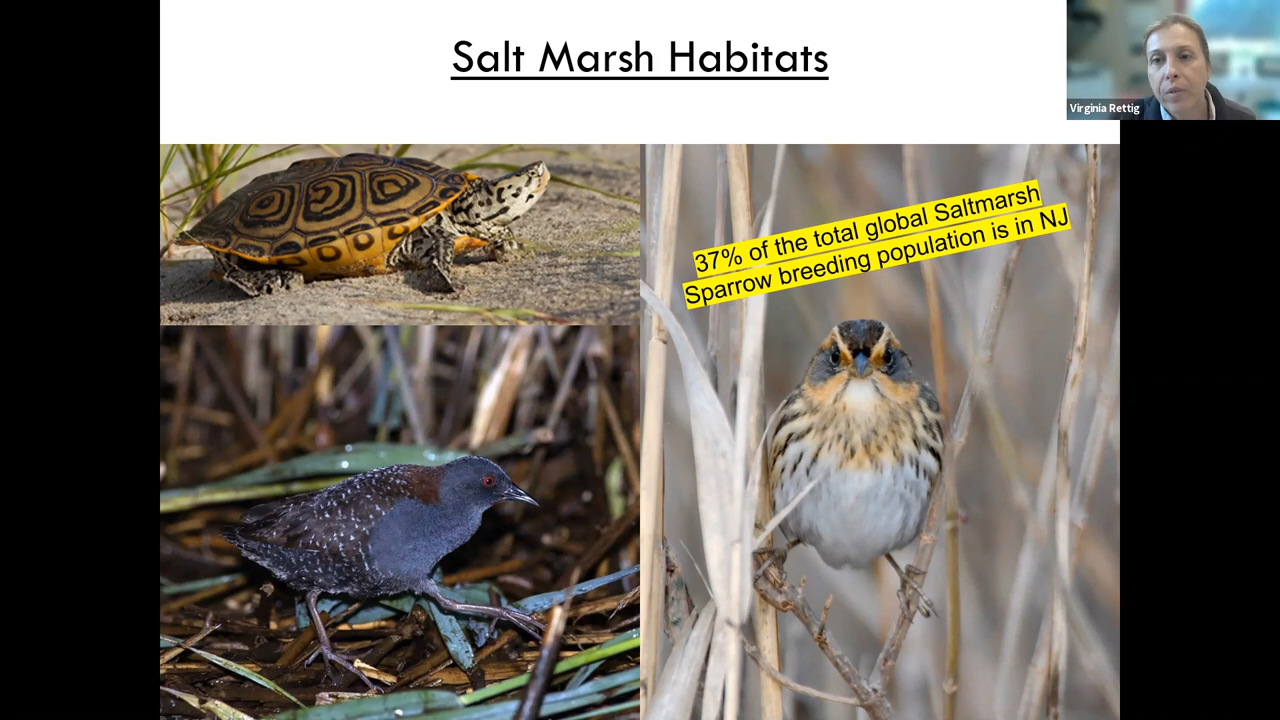 Salt Marsh Habitats
Virginia Rettig
37% of the total global Saltmarsh
Sparrow breeding population is in NJ